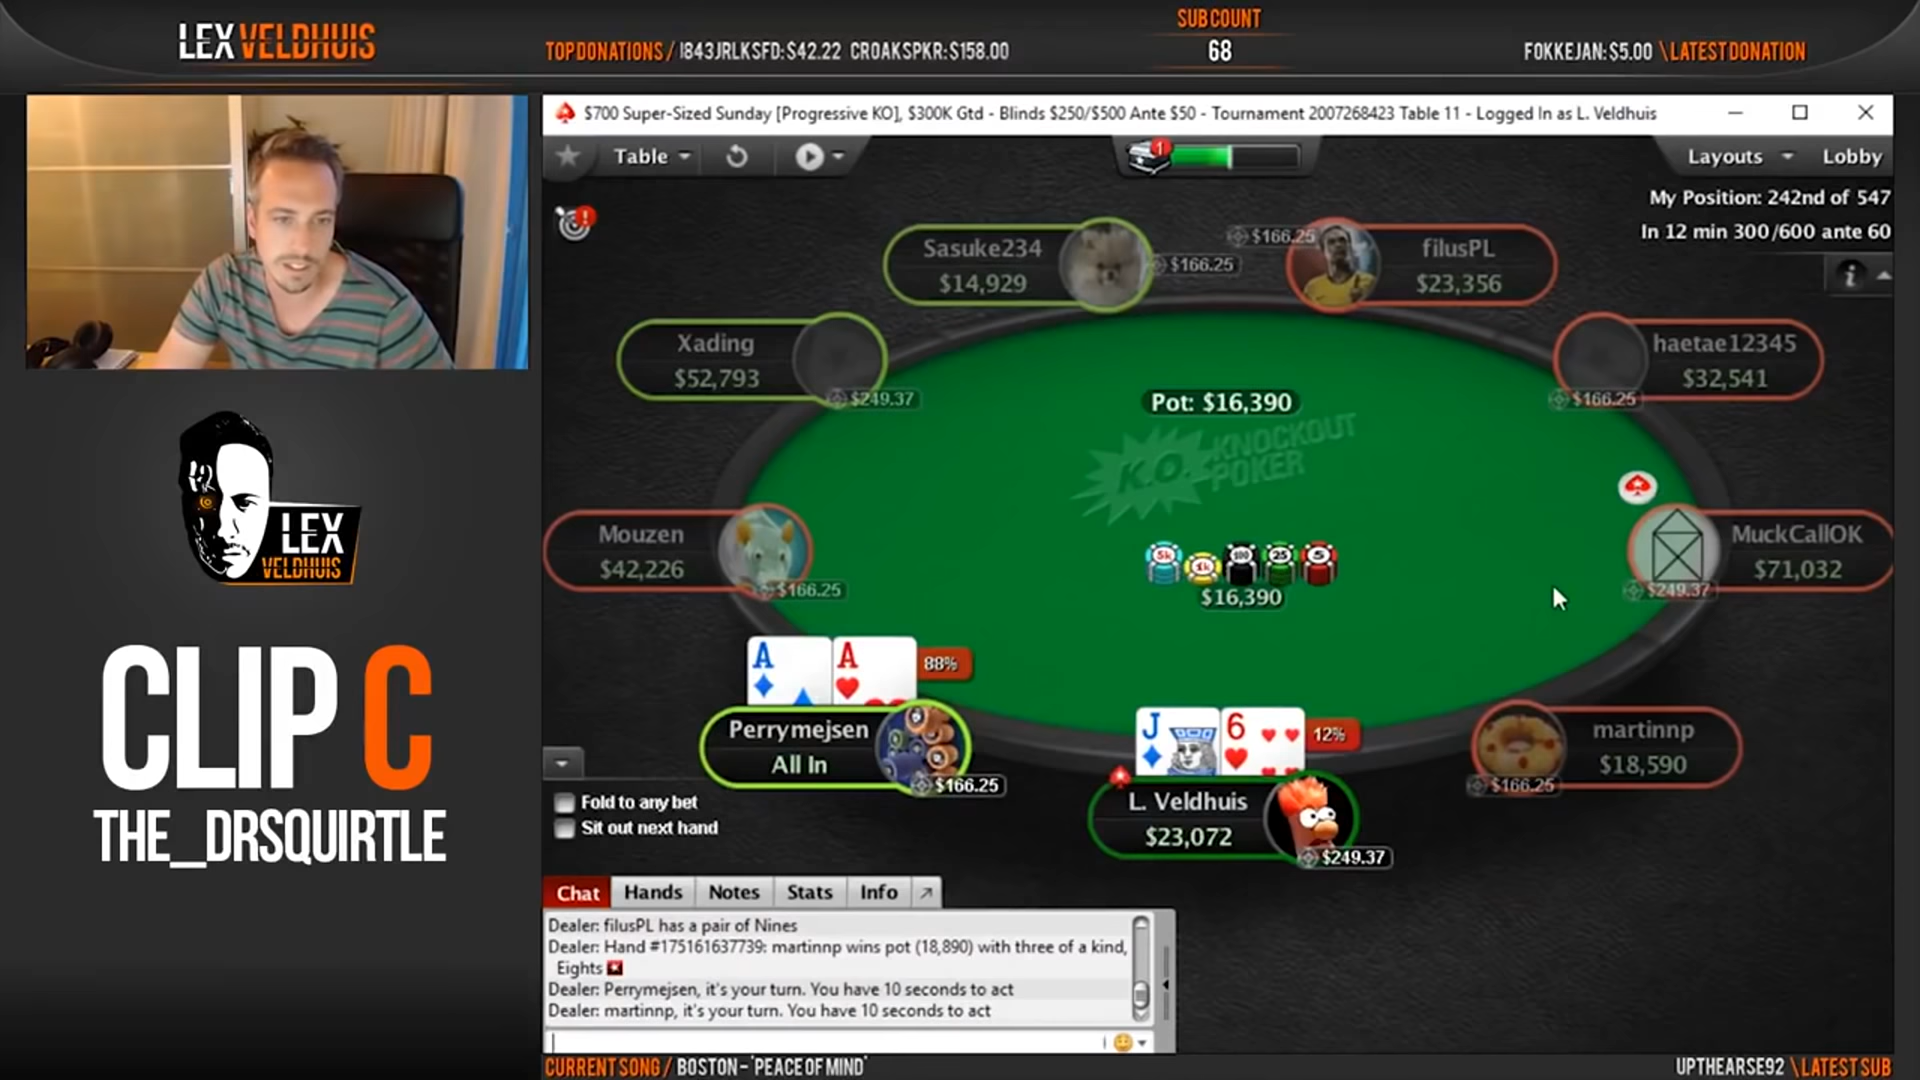 LEX VELDHUIS
TOP DONATIONS / I843JRLKSFD: $42.22 CROAKSPKR: $158.00
SUB COUNT
68
FOKKEJAN: $5.00 \ LATEST DONATION
$700 Super-Sized Sunday [Progressive KO], $300K Gtd - Blinds $250/$500 Ante $50 - Tournament 2007268423 Table 11 - Logged In as L. Veldhuis
Table
1
Layouts
Lobby
My Position: 242nd of 547
In 12 min 300/600 ante 60
Sasuke234
$14,929
$166.25
$166.25
filusPL
$23,356
Xading
$52,793
$249.37
haetae12345
$32,541
$166.25
Pot: $16,390
K.O. KNOCKOUT
POKER
Mouzen
$42,226
$166.25
5k 1k 100 25 5
$16,390
MuckCallOK
$71,032
$249.37
A A 88%
Perrymejsen
All In
$166.25
J 6 12%
L. Veldhuis
$23,072
$249.37
martinnp
$18,590
$166.25
Fold to any bet
Sit out next hand
Chat Hands Notes Stats Info
Dealer: filusPL has a pair of Nines
Dealer: Hand #175161637739: martinnp wins pot (18,890) with three of a kind,
Eights
Dealer: Perrymejsen, it's your turn. You have 10 seconds to act
Dealer: martinnp, it's your turn. You have 10 seconds to act
LEX
VELDHUIS
CLIP C
THE__DRSQUIRTLE
CURRENT SONG / BOSTON - 'PEACE OF MIND'
UPTHEARSE92 \ LATEST SUB